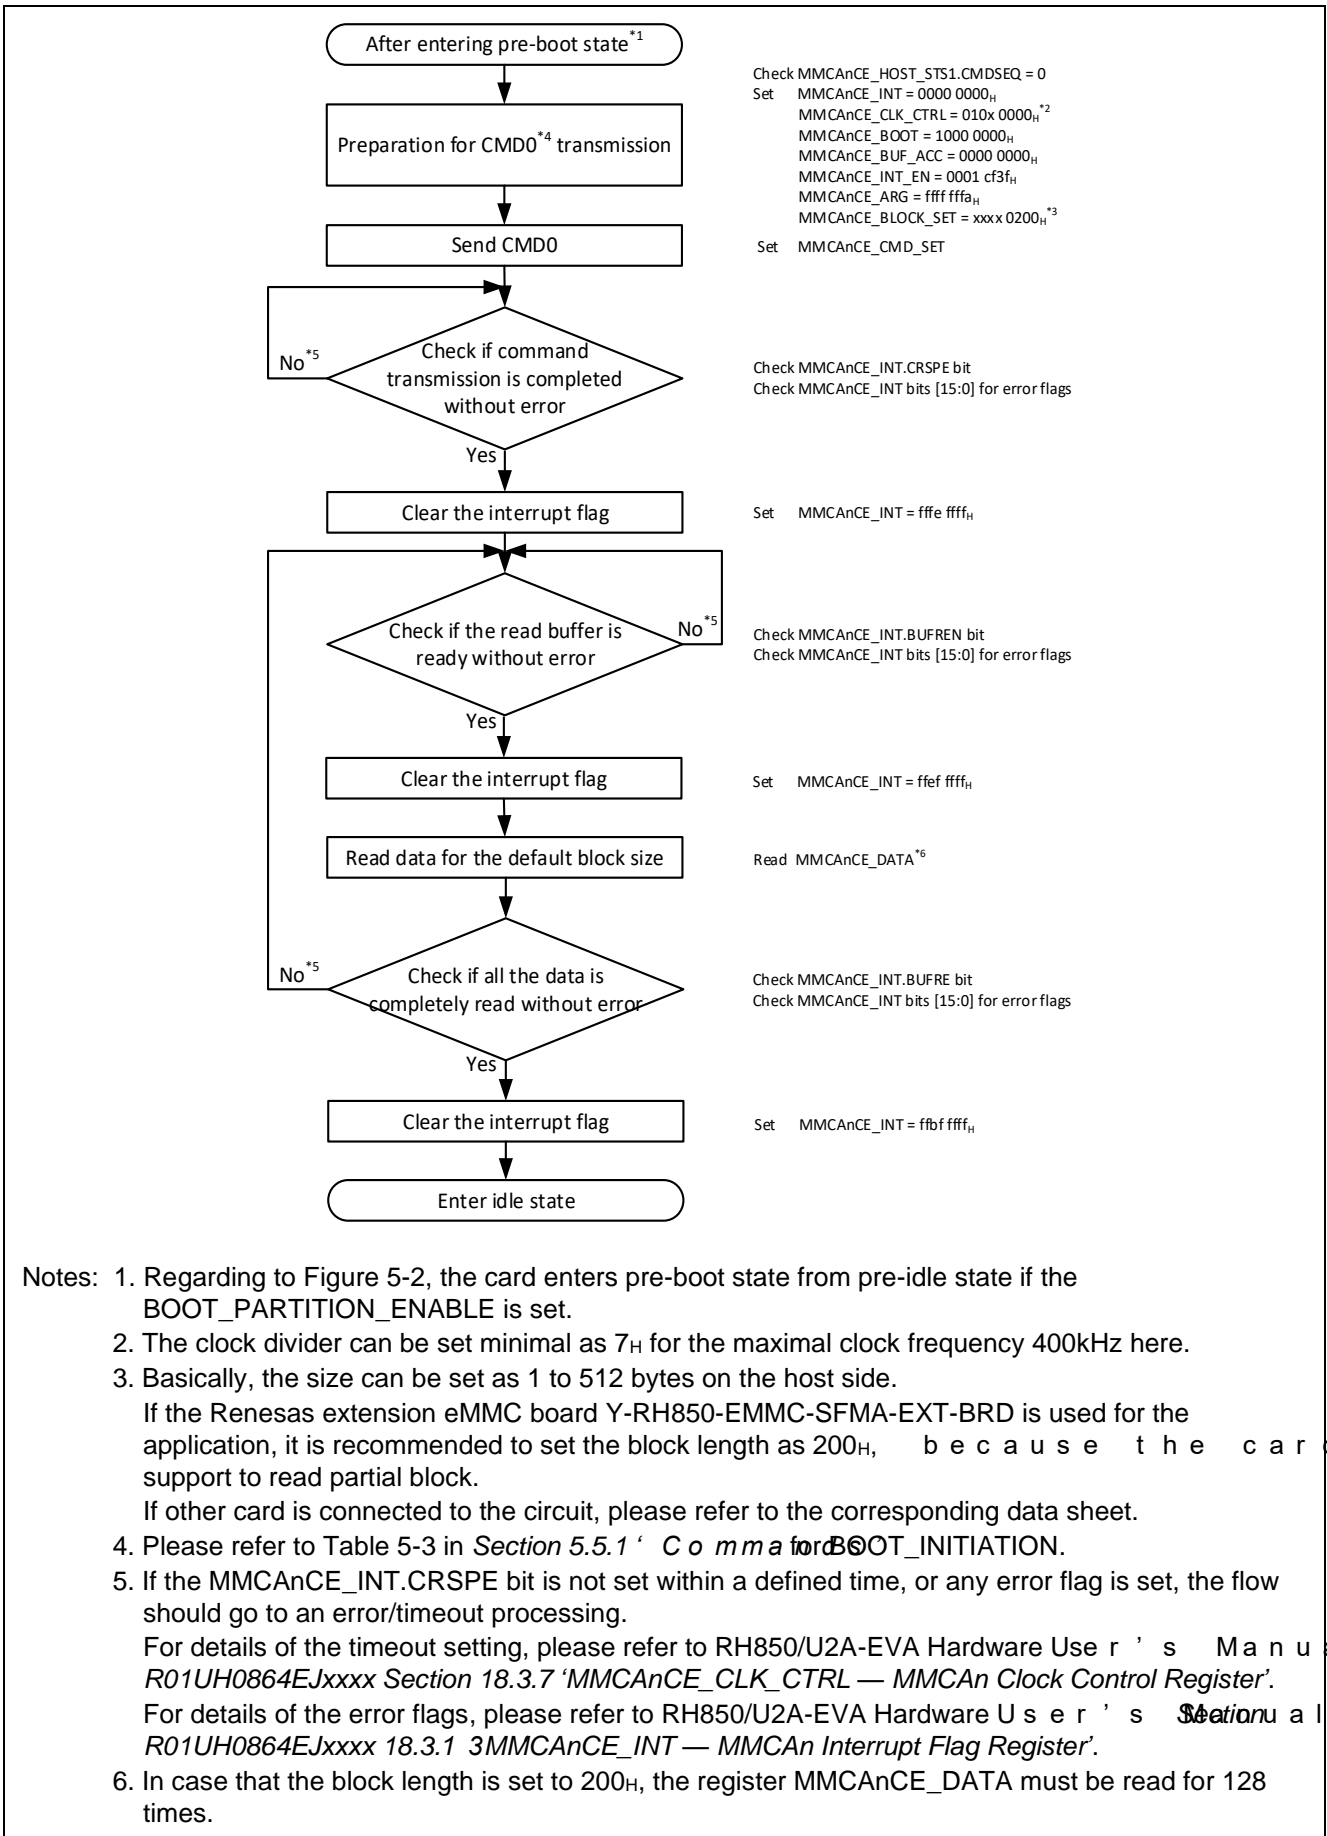 After entering pre-boot state*1
Check MMCAnCE_HOST_STS1.CMDSEQ = 0
Set MMCAnCE_INT = 0000 0000H
MMCAnCE_CLK_CTRL = 010x 0000H*2
MMCAnCE_BOOT = 1000 0000H
MMCAnCE_BUF_ACC = 0000 0000H
MMCAnCE_INT_EN = 0001 cf3fH
MMCAnCE_ARG = ffff fffaH
MMCAnCE_BLOCK_SET = xxxx 0200H*3
Preparation for CMD0*4 transmission
Send CMD0
Set MMCAnCE_CMD_SET
No*5
Check if command
transmission is completed
without error
Check MMCAnCE_INT.CRSPE bit
Check MMCAnCE_INT bits [15:0] for error flags
Yes
Clear the interrupt flag
Set MMCAnCE_INT = fffe ffffH
Check if the read buffer is
ready without error
No*5
Check MMCAnCE_INT.BUFREN bit
Check MMCAnCE_INT bits [15:0] for error flags
Yes
Clear the interrupt flag
Set MMCAnCE_INT = ffef ffffH
Read data for the default block size
Read MMCAnCE_DATA*6
No*5
Check if all the data is
completely read without error
Check MMCAnCE_INT.BUFRE bit
Check MMCAnCE_INT bits [15:0] for error flags
Yes
Clear the interrupt flag
Set MMCAnCE_INT = ffbf ffffH
Enter idle state
Notes: 1. Regarding to Figure 5-2, the card enters pre-boot state from pre-idle state if the
BOOT_PARTITION_ENABLE is set.
2. The clock divider can be set minimal as 7H for the maximal clock frequency 400kHz here.
3. Basically, the size can be set as 1 to 512 bytes on the host side.
If the Renesas extension eMMC board Y-RH850-EMMC-SFMA-EXT-BRD is used for the
application, it is recommended to set the block length as 200H, because the car
support to read partial block.
If other card is connected to the circuit, please refer to the corresponding data sheet.
4. Please refer to Table 5-3 in Section 5.5.1 ‘Commands’ for BOOT_INITIATION.
5. If the MMCAnCE_INT.CRSPE bit is not set within a defined time, or any error flag is set, the flow
should go to an error/timeout processing.
For details of the timeout setting, please refer to RH850/U2A-EVA Hardware User’s Manu
R01UH0864EJxxxx Section 18.3.7 ‘MMCAnCE_CLK_CTRL — MMCAn Clock Control Register’.
For details of the error flags, please refer to RH850/U2A-EVA Hardware User’s Manual Section
R01UH0864EJxxxx 18.3.1 3MMCAnCE_INT — MMCAn Interrupt Flag Register’.
6. In case that the block length is set to 200H, the register MMCAnCE_DATA must be read for 128
times.